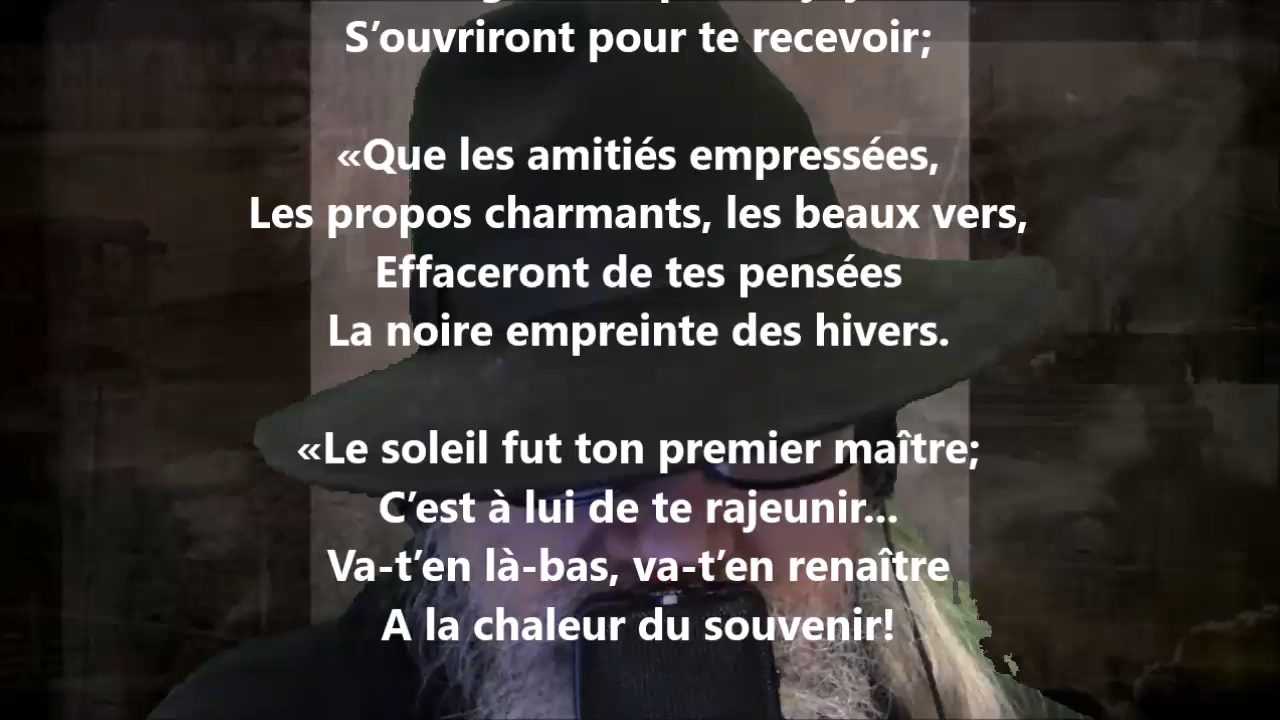 S’ouvriront pour te recevoir;
«Que les amitiés empressées,
Les propos charmants, les beaux vers,
Effaceront de tes pensées
La noire empreinte des hivers.
«Le soleil fut ton premier maître;
C’est à lui de te rajeunir...
Va-t’en là-bas, va-t’en renaître
A la chaleur du souvenir!